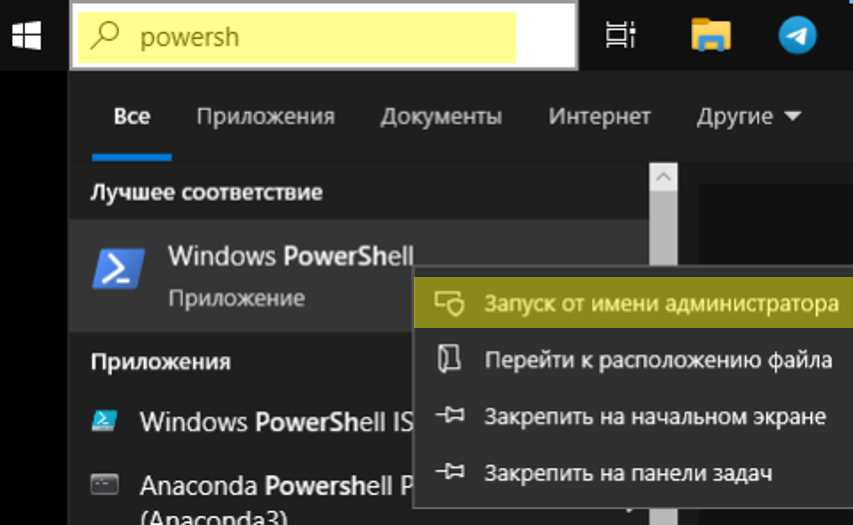 powersh
Все Приложения Документы Интернет Другие
Лучшее соответствие
Windows PowerShell
Приложение
Запуск от имени администратора
Перейти к расположению файла
Закрепить на начальном экране
Закрепить на панели задач
Приложения
Windows PowerShell IS
Anaconda Powershell P
(Anaconda3)